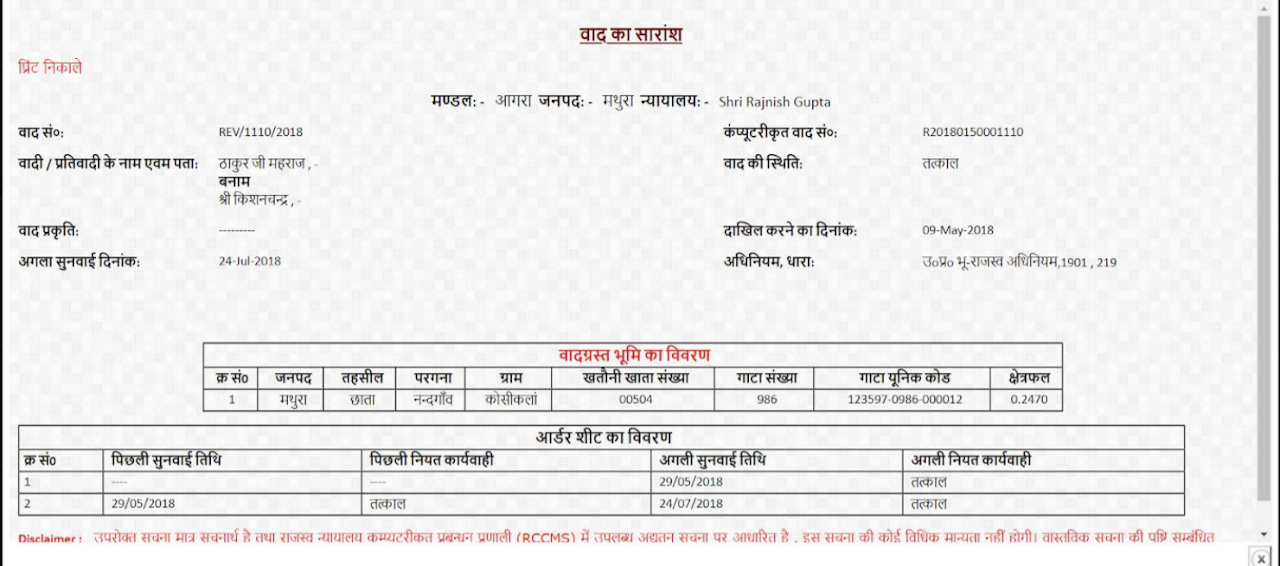 वाद का सारांश
प्रिंट निकाले
मण्डल: - आगरा जनपद: - मथुरा न्यायालय: - Shri Rajnish Gupta
वाद सं०: REV/1110/2018 कंप्यूटरीकृत वाद सं०: R20180150001110
वादी / प्रतिवादी के नाम एवम पता: ठाकुर जी महराज , - वाद की स्थिति: तत्काल
बनाम
श्री किशनचन्द्र , -
वाद प्रकृति: --------- दाखिल करने का दिनांक: 09-May-2018
अगला सुनवाई दिनांक: 24-Jul-2018 अधिनियम, धारा: उ०प्र० भू-राजस्व अधिनियम,1901 , 219
वादग्रस्त भूमि का विवरण
क्र सं० जनपद तहसील परगना ग्राम खतौनी खाता संख्या गाटा संख्या गाटा यूनिक कोड क्षेत्रफल
1 मथुरा छाता नन्दगाँव कोसीकलां 00504 986 123597-0986-000012 0.2470
आर्डर शीट का विवरण
क्र सं० पिछली सुनवाई तिथि पिछली नियत कार्यवाही अगली सुनवाई तिथि अगली नियत कार्यवाही
1 ---- ---- 29/05/2018 तत्काल
2 29/05/2018 तत्काल 24/07/2018 तत्काल
Disclaimer : उपरोक्त सूचना मात्र सूचनार्थ है तथा राजस्व न्यायालय कम्प्यूटरीकृत प्रबन्धन प्रणाली (RCCMS) में उपलब्ध अद्यतन सूचना पर आधारित है . इस सूचना की कोई विधिक मान्यता नहीं होगी। वास्तविक सूचना की पुष्टि सम्बंधित
x